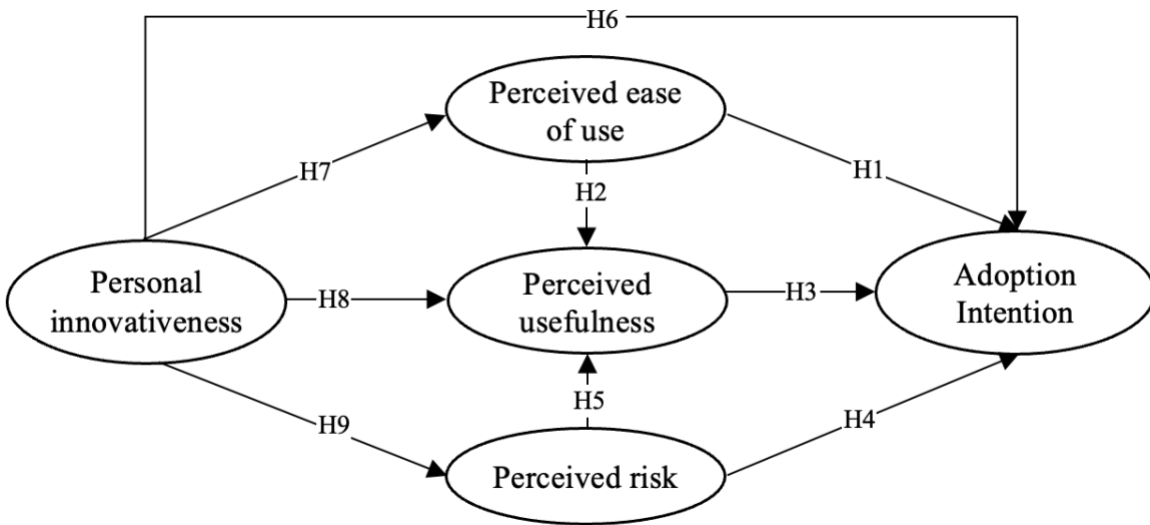 H6
Perceived ease
of use
H7
H1
H2
Personal
innovativeness
H8
Perceived
usefulness
H3
Adoption
Intention
H5
H9
H4
Perceived risk